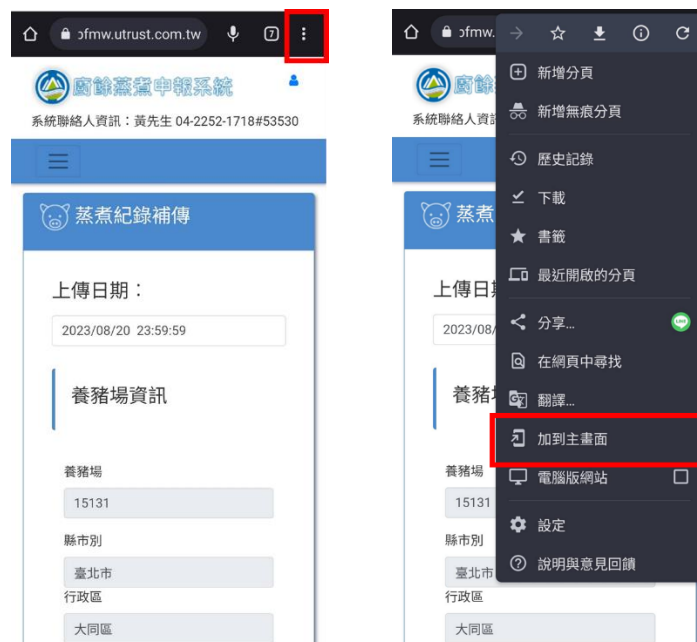 ofmw.utrust.com.tw
7
廚餘蒸煮申報系統
系統聯絡人資訊：黃先生 04-2252-1718#53530
蒸煮紀錄補傳
上傳日期：
2023/08/20 23:59:59
養豬場資訊
養豬場
15131
縣市別
臺北市
行政區
大同區
ofmw.
廚餘
系統聯絡人資
蒸煮
上傳日
2023/08/
養豬
養豬場
15131
縣市別
臺北市
行政區
大同區
新增分頁
新增無痕分頁
歷史記錄
下載
書籤
最近開啟的分頁
分享...
LINE
在網頁中尋找
翻譯...
加到主畫面
電腦版網站
設定
說明與意見回饋